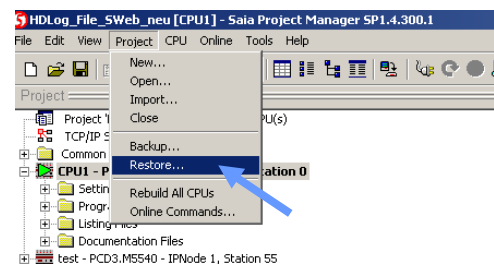 HDLog_File_SWeb_neu [CPU1] - Saia Project Manager SP1.4.300.1
File Edit View Project CPU Online Tools Help
Project
New...
Open...
Import...
Close
Backup...
Restore...
Rebuild All CPUs
Online Commands...
Project 'H PU(s)
TCP/IP S
Common
CPU1 - P ation 0
Settin
Progr
Listing Files
Documentation Files
test - PCD3.M5540 - IPNode 1, Station 55